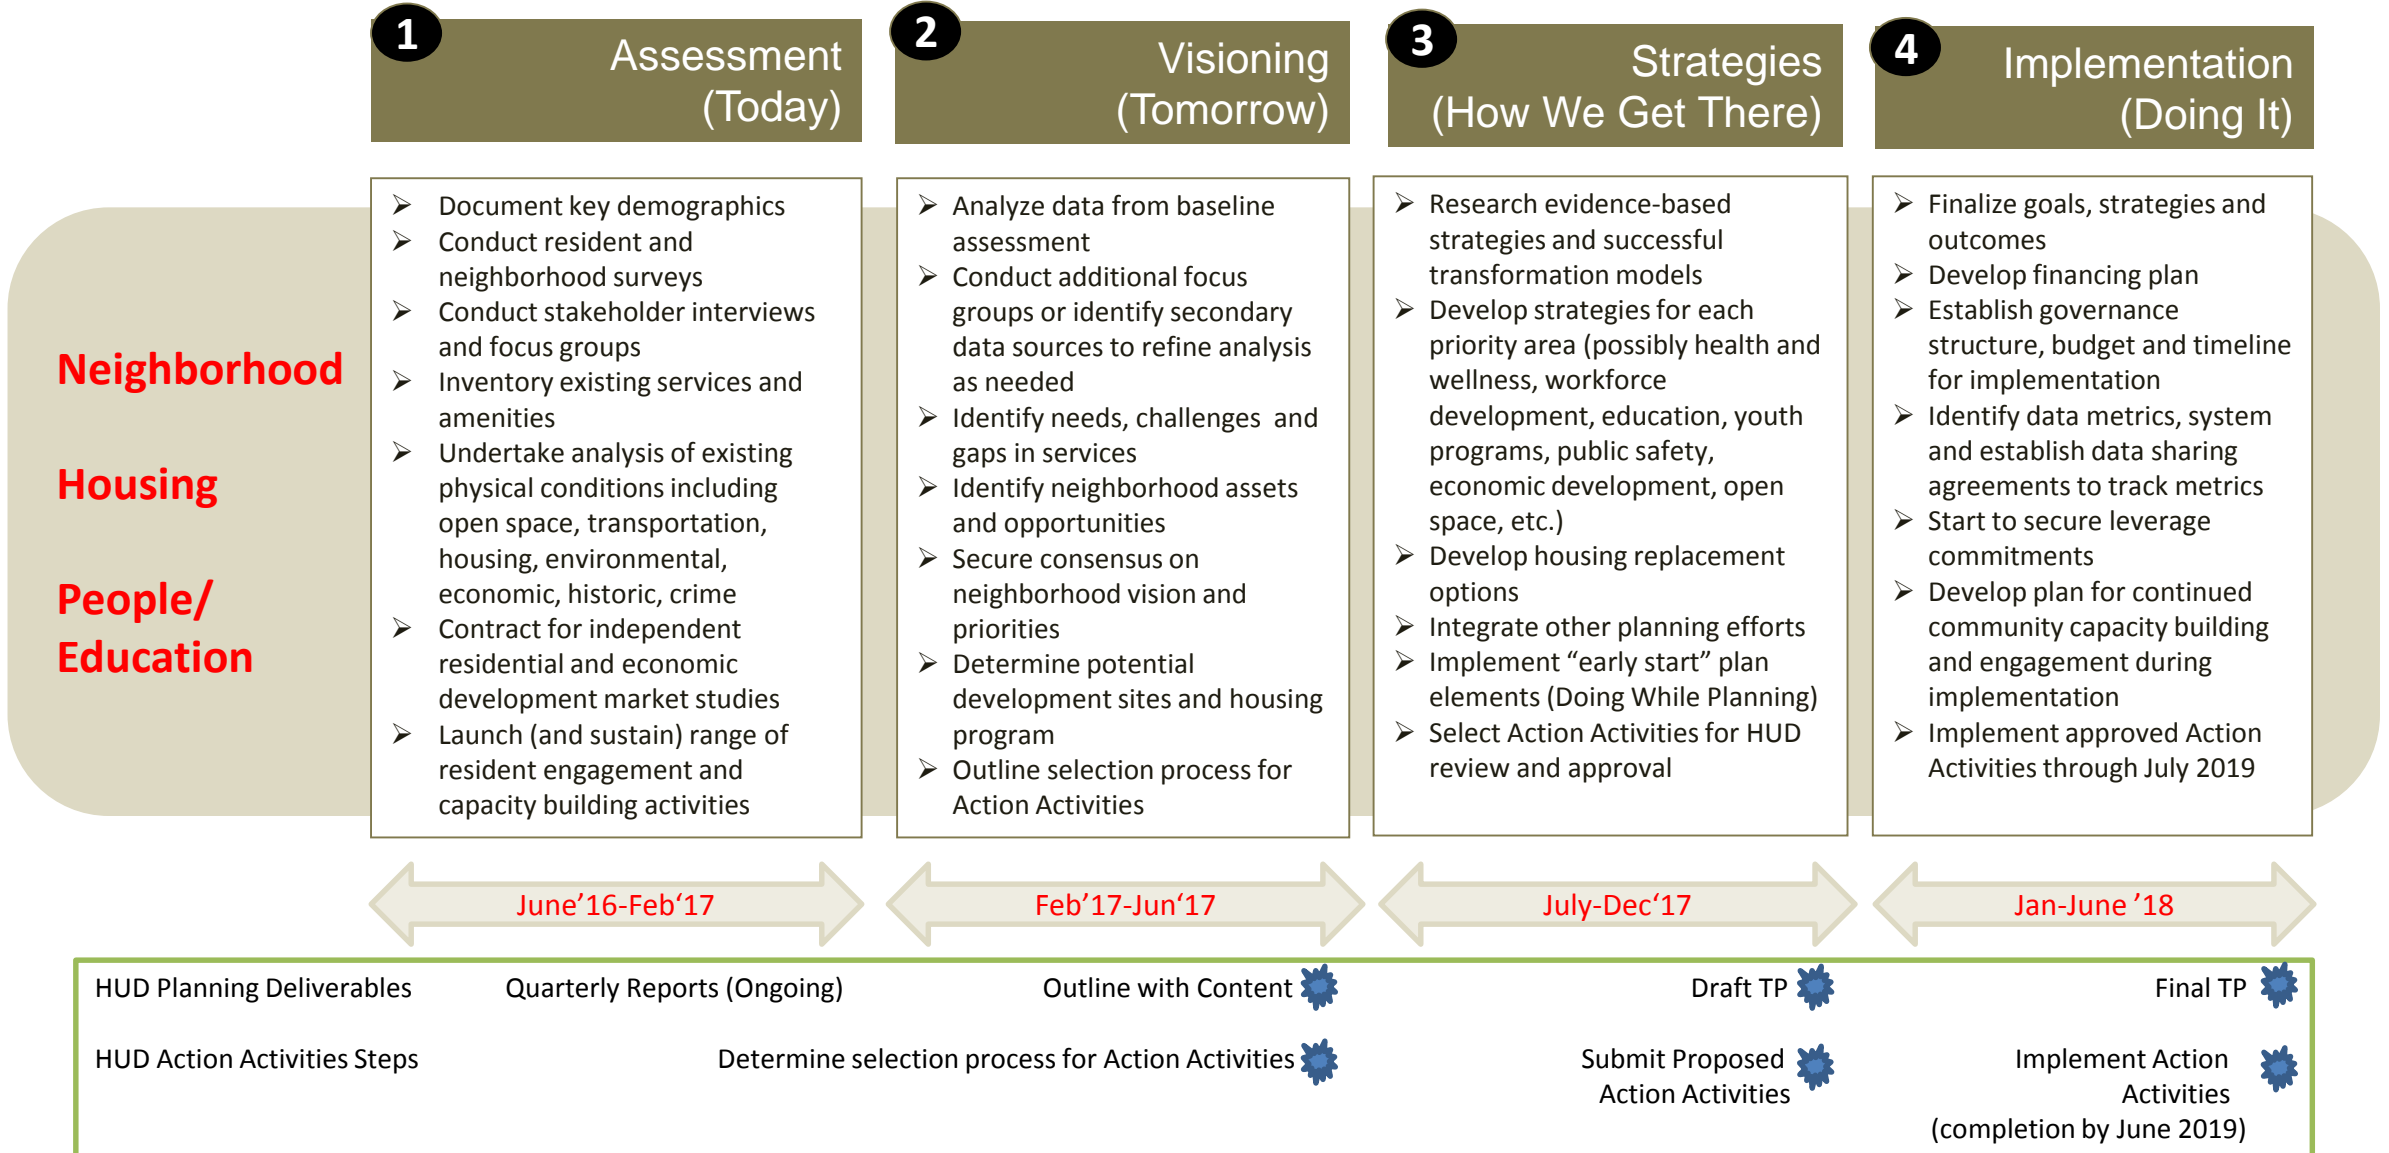 1
Assessment
(Today)
2
Visioning
(Tomorrow)
3
Strategies
(How We Get There)
4
Implementation
(Doing It)
Neighborhood
Housing
People/
Education
➢ Document key demographics
➢ Conduct resident and
neighborhood surveys
➢ Conduct stakeholder interviews
and focus groups
➢ Inventory existing services and
amenities
➢ Undertake analysis of existing
physical conditions including
open space, transportation,
housing, environmental,
economic, historic, crime
➢ Contract for independent
residential and economic
development market studies
➢ Launch (and sustain) range of
resident engagement and
capacity building activities
➢ Analyze data from baseline
assessment
➢ Conduct additional focus
groups or identify secondary
data sources to refine analysis
as needed
➢ Identify needs, challenges  and
gaps in services
➢ Identify neighborhood assets
and opportunities
➢ Secure consensus on
neighborhood vision and
priorities
➢ Determine potential
development sites and housing
program
➢ Outline selection process for
Action Activities
➢ Research evidence-based
strategies and successful
transformation models
➢ Develop strategies for each
priority area (possibly health and
wellness, workforce
development, education, youth
programs, public safety,
economic development, open
space, etc.)
➢ Develop housing replacement
options
➢ Integrate other planning efforts
➢ Implement “early start” plan
elements (Doing While Planning)
➢ Select Action Activities for HUD
review and approval
➢ Finalize goals, strategies and
outcomes
➢ Develop financing plan
➢ Establish governance
structure, budget and timeline
for implementation
➢ Identify data metrics, system
and establish data sharing
agreements to track metrics
➢ Start to secure leverage
commitments
➢ Develop plan for continued
community capacity building
and engagement during
implementation
➢ Implement approved Action
Activities through July 2019
June’16-Feb‘17
Feb’17-Jun‘17
July-Dec‘17
Jan-June ’18
HUD Planning Deliverables
Quarterly Reports (Ongoing)
Outline with Content
Draft TP
Final TP
HUD Action Activities Steps
Determine selection process for Action Activities
Submit Proposed
Action Activities
Implement Action
Activities
(completion by June 2019)